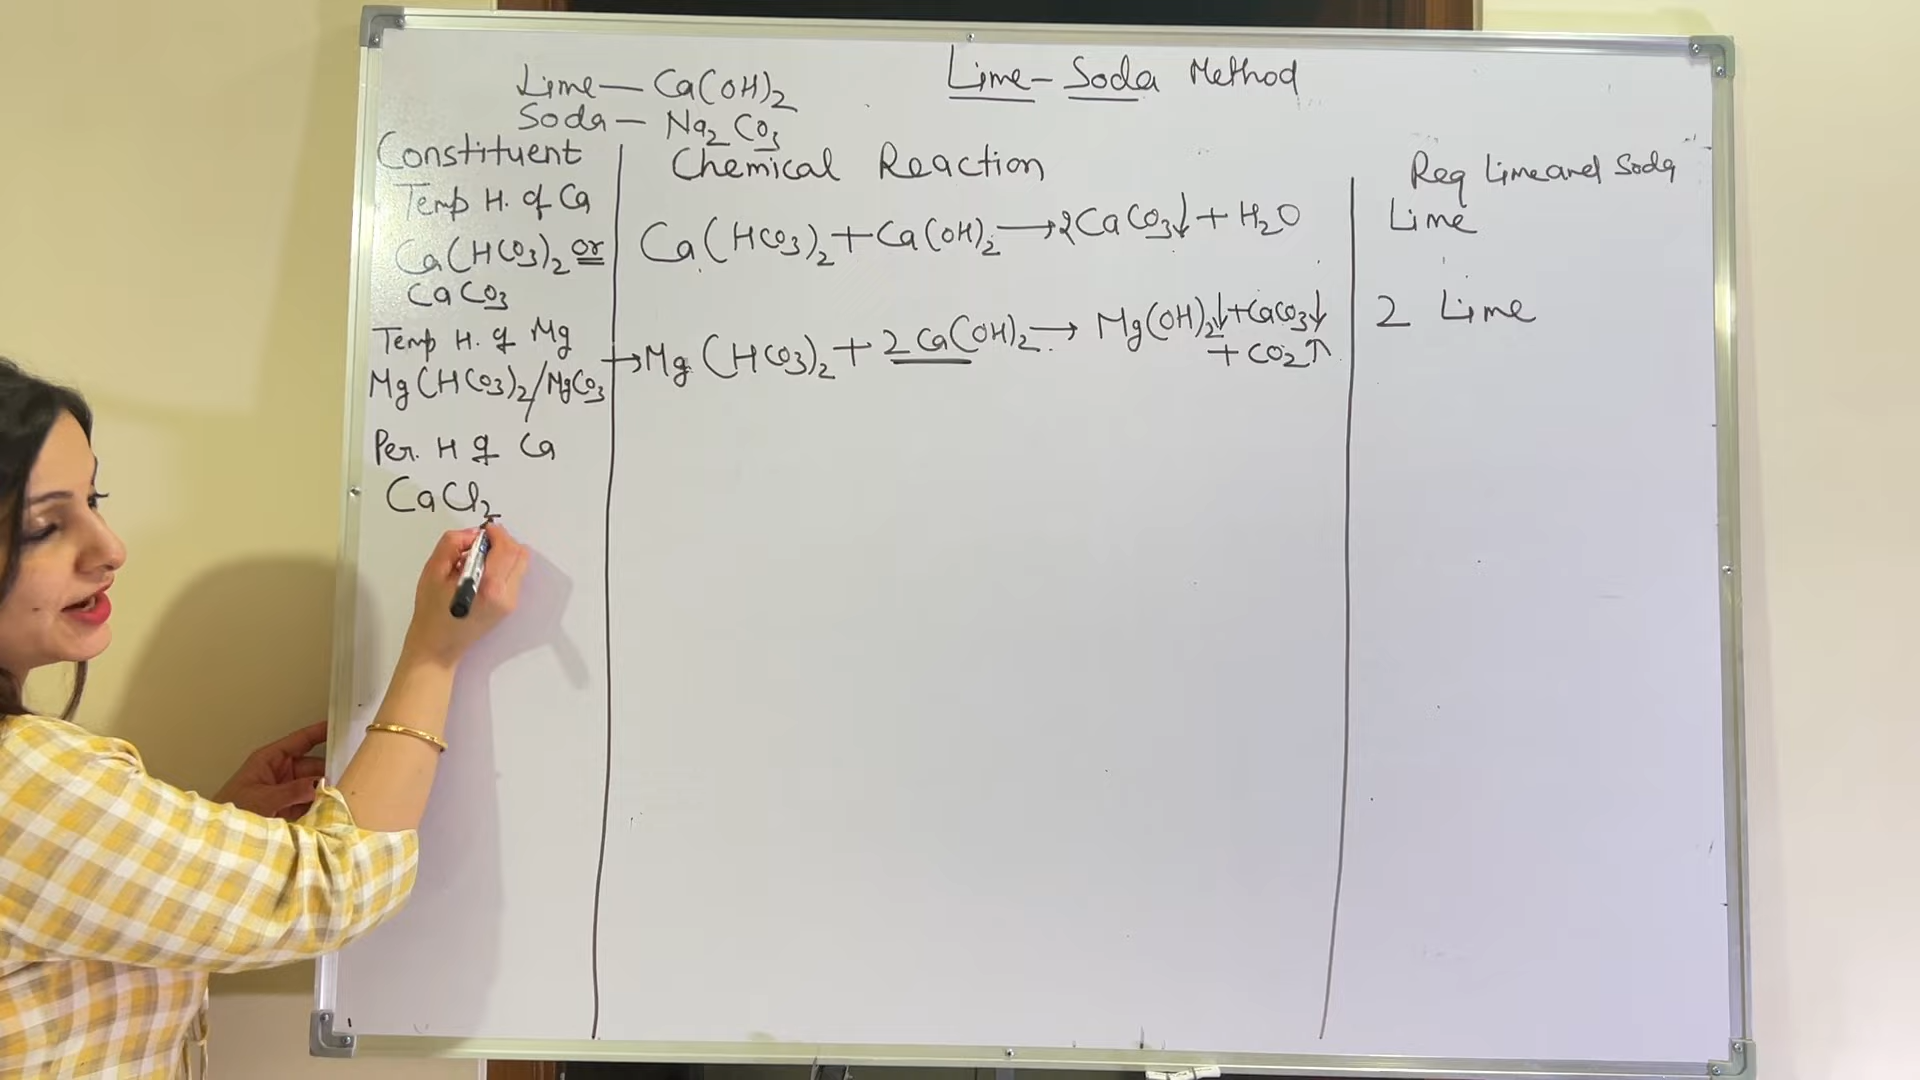 Lime - Soda Method
Lime — Ca(OH)2
Soda — Na2CO3
Constituent
Chemical Reaction
Req Lime and Soda
Temp H. of Ca
Ca(HCO3)2 or
CaCO3
Ca(HCO3)2 + Ca(OH)2 → 2CaCO3↓ + H2O
Lime
Temp H. of Mg
Mg(HCO3)2/MgCO3
→ Mg(HCO3)2 + 2Ca(OH)2 → Mg(OH)2↓ + CaCO3↓
+ CO2↑
2 Lime
Per. H of Ca
CaCl2